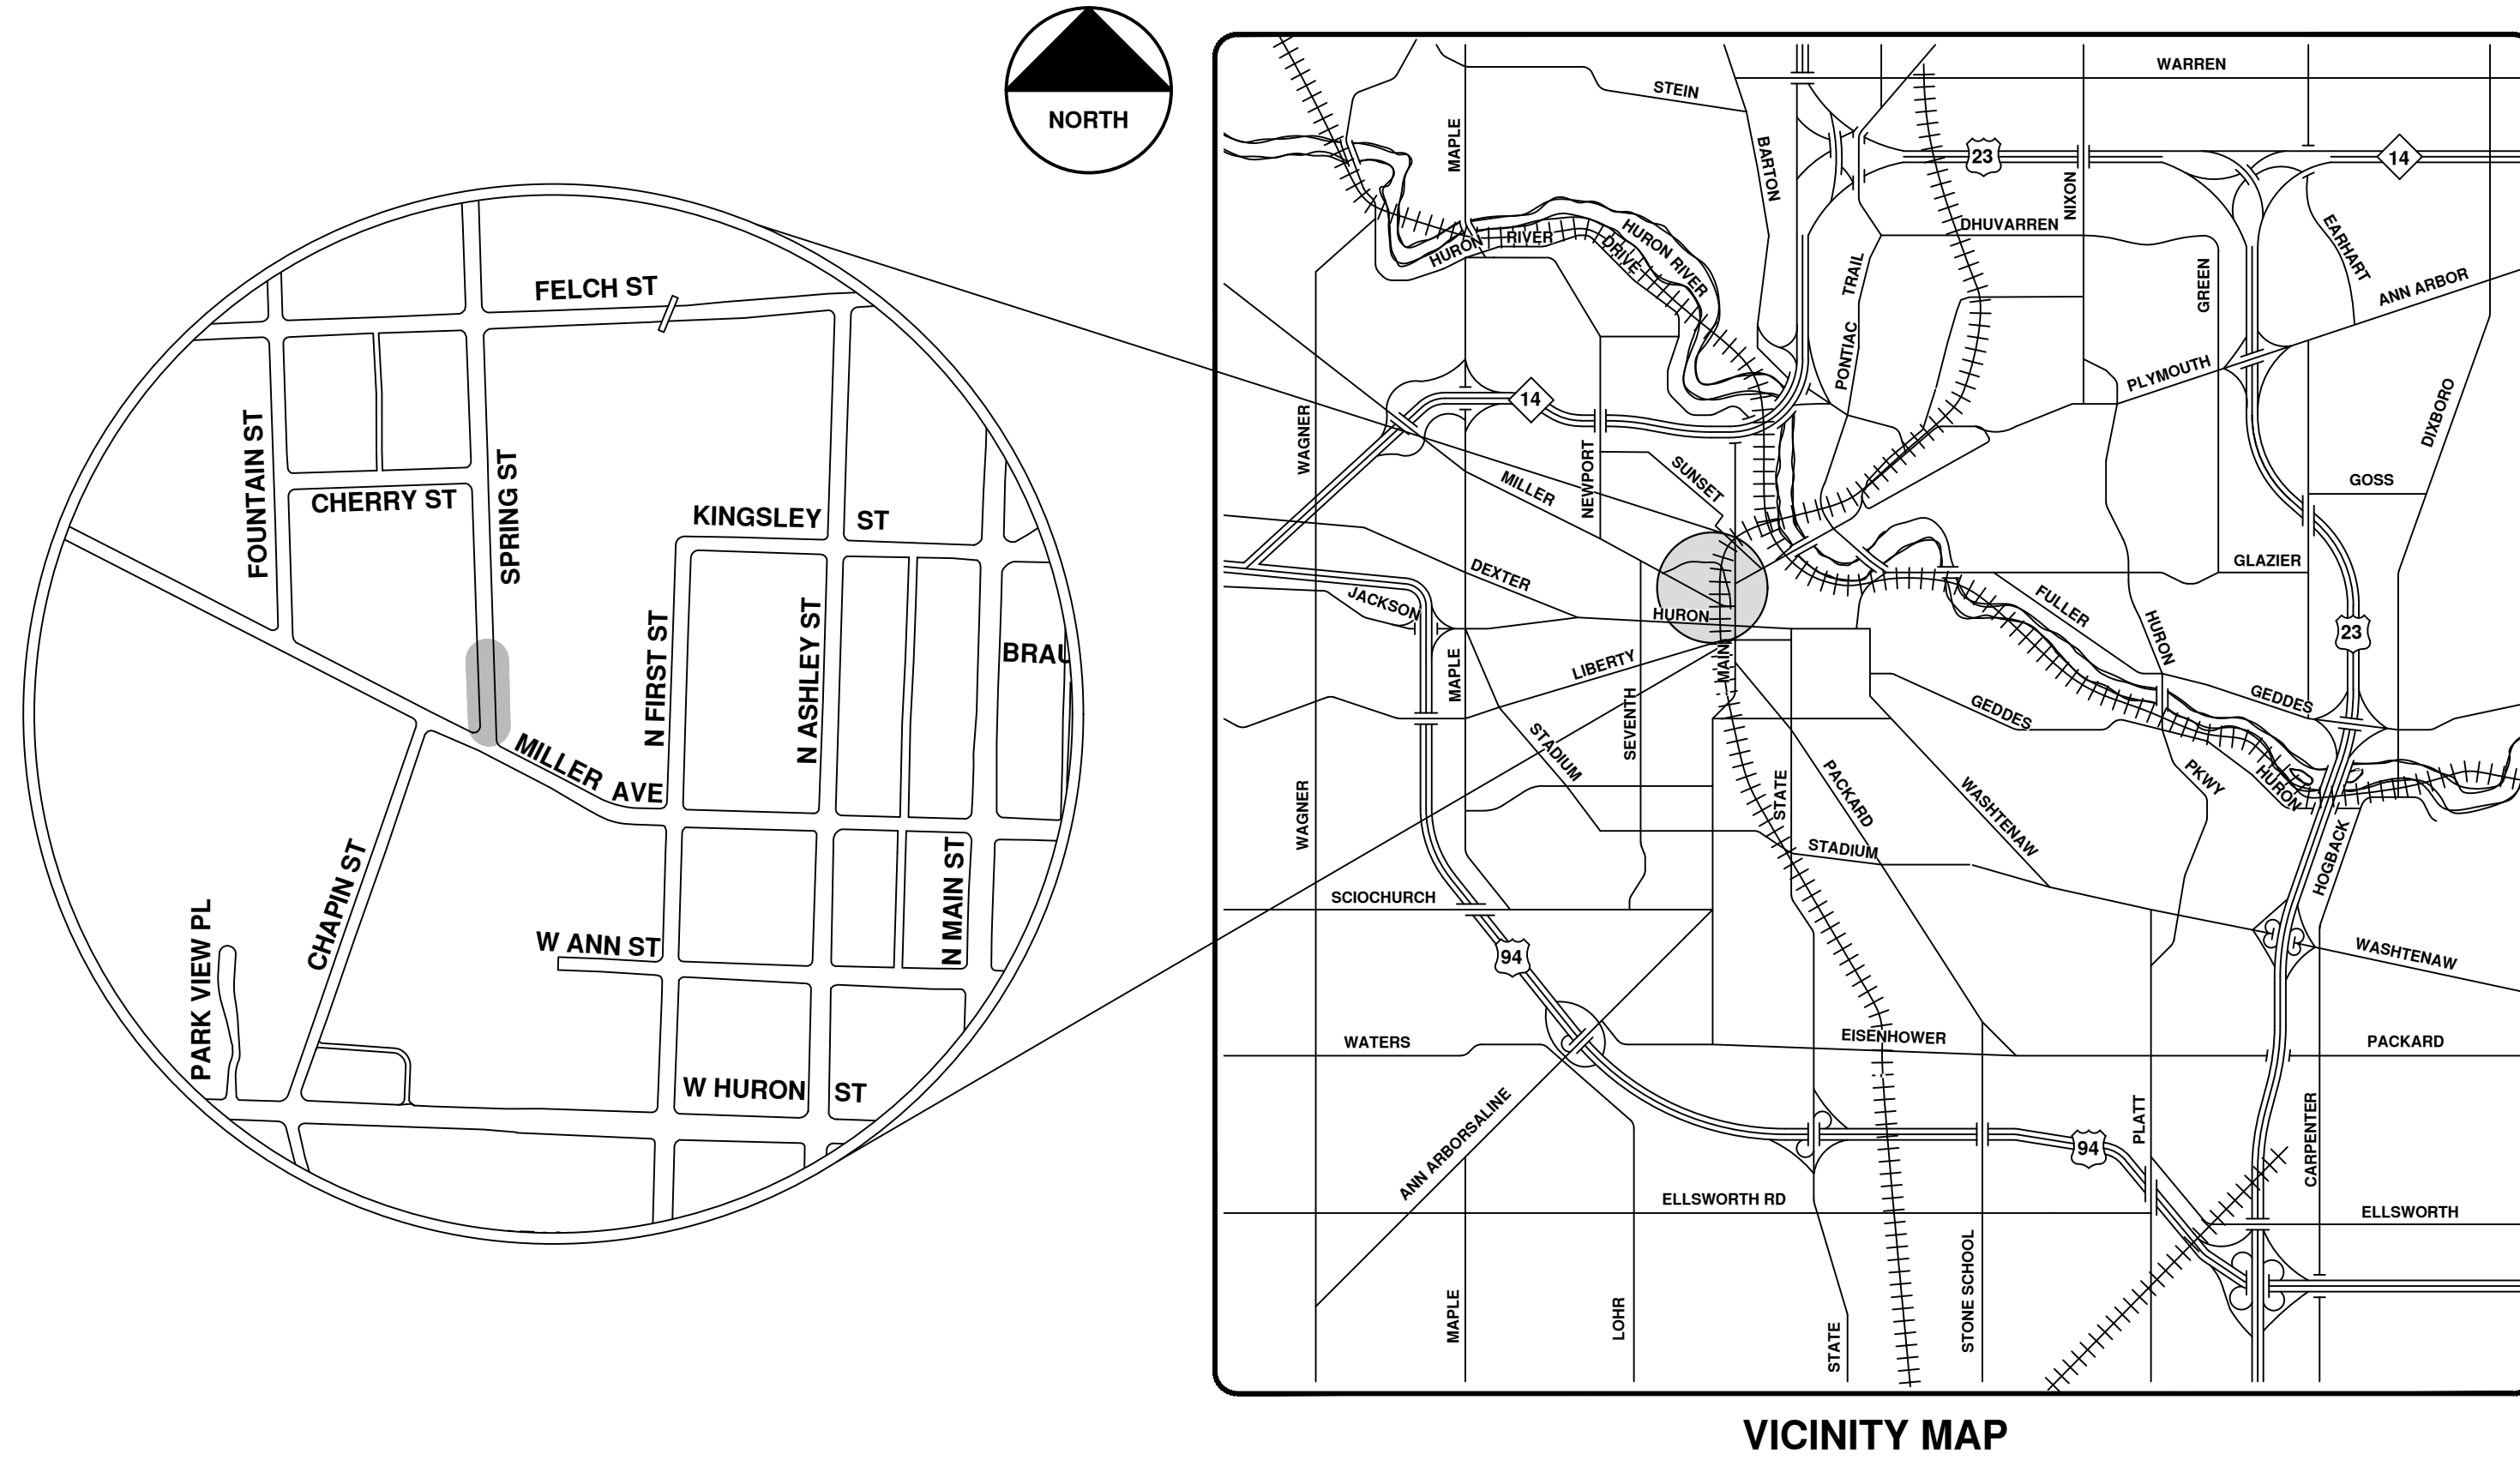 NORTH
FELCH ST
FOUNTAIN ST
CHERRY ST
SPRING ST
KINGSLEY ST
N FIRST ST
N ASHLEY ST
BRAU
MILLER AVE
CHAPIN ST
PARK VIEW PL
W ANN ST
N MAIN ST
W HURON ST
WARREN
STEIN
MAPLE
BARTON
23
14
NIXON
DHUVARREN
EARHART
HURON RIVER DRIVE
HURON RIVER
TRAIL
PONTIAC
GREEN
ANN ARBOR
PLYMOUTH
14
WAGNER
DIXBORO
MILLER
NEWPORT
SUNSET
GOSS
DEXTER
GLAZIER
JACKSON
HURON
FULLER
HURON
23
LIBERTY
MAIN
MAPLE
SEVENTH
GEDDES
GEDDES
STADIUM
WAGNER
STATE
PACKARD
WASHTENAW
PKWY
HURON
STADIUM
HOGBACK
SCIOCHURCH
94
WASHTENAW
WATERS
EISENHOWER
PACKARD
ANN ARBORSALINE
PLATT
94
CARPENTER
ELLSWORTH RD
ELLSWORTH
MAPLE
LOHR
STATE
STONE SCHOOL
VICINITY MAP